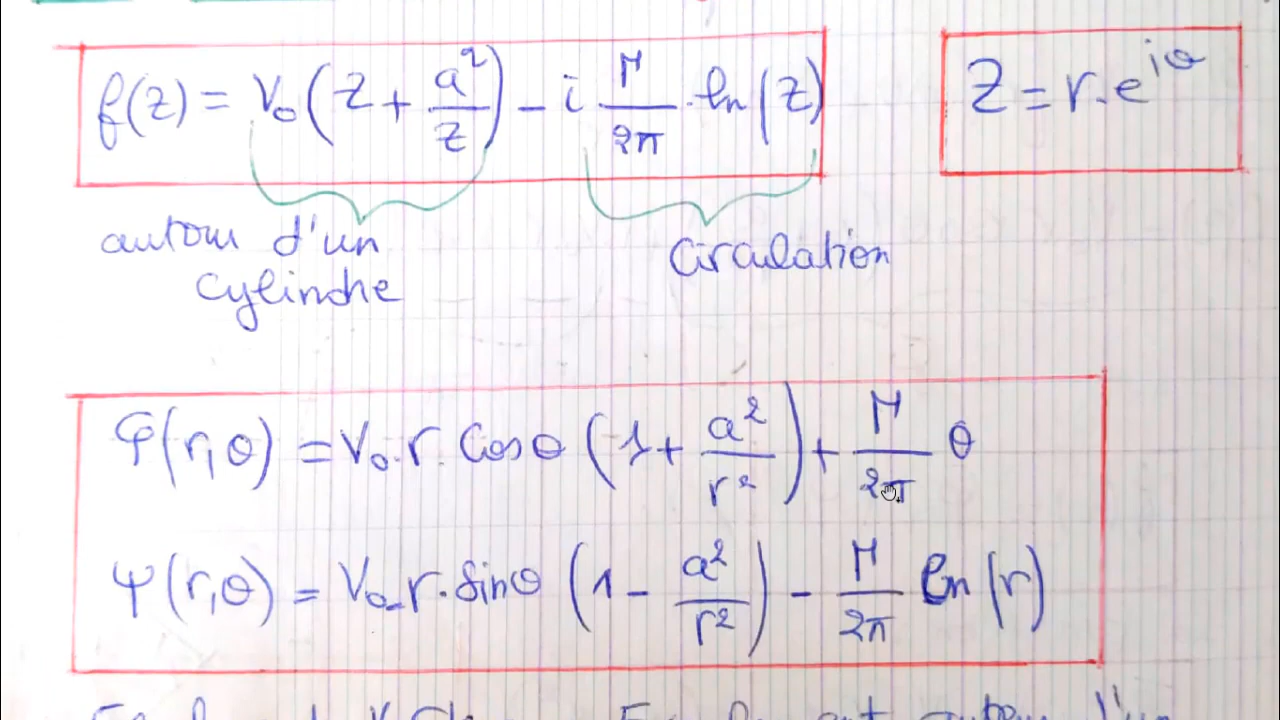 f(z) = V₀(z + a²/z) − i Γ/2π . ln(z)
Z = r.e^{iθ}
autour d'un
cylindre
Circulation
φ(r,θ) = V₀.r. Cosθ (1 + a²/r²) + Γ/2π θ
ψ(r,θ) = V₀.r.sinθ (1 − a²/r²) − Γ/2π ln(r)